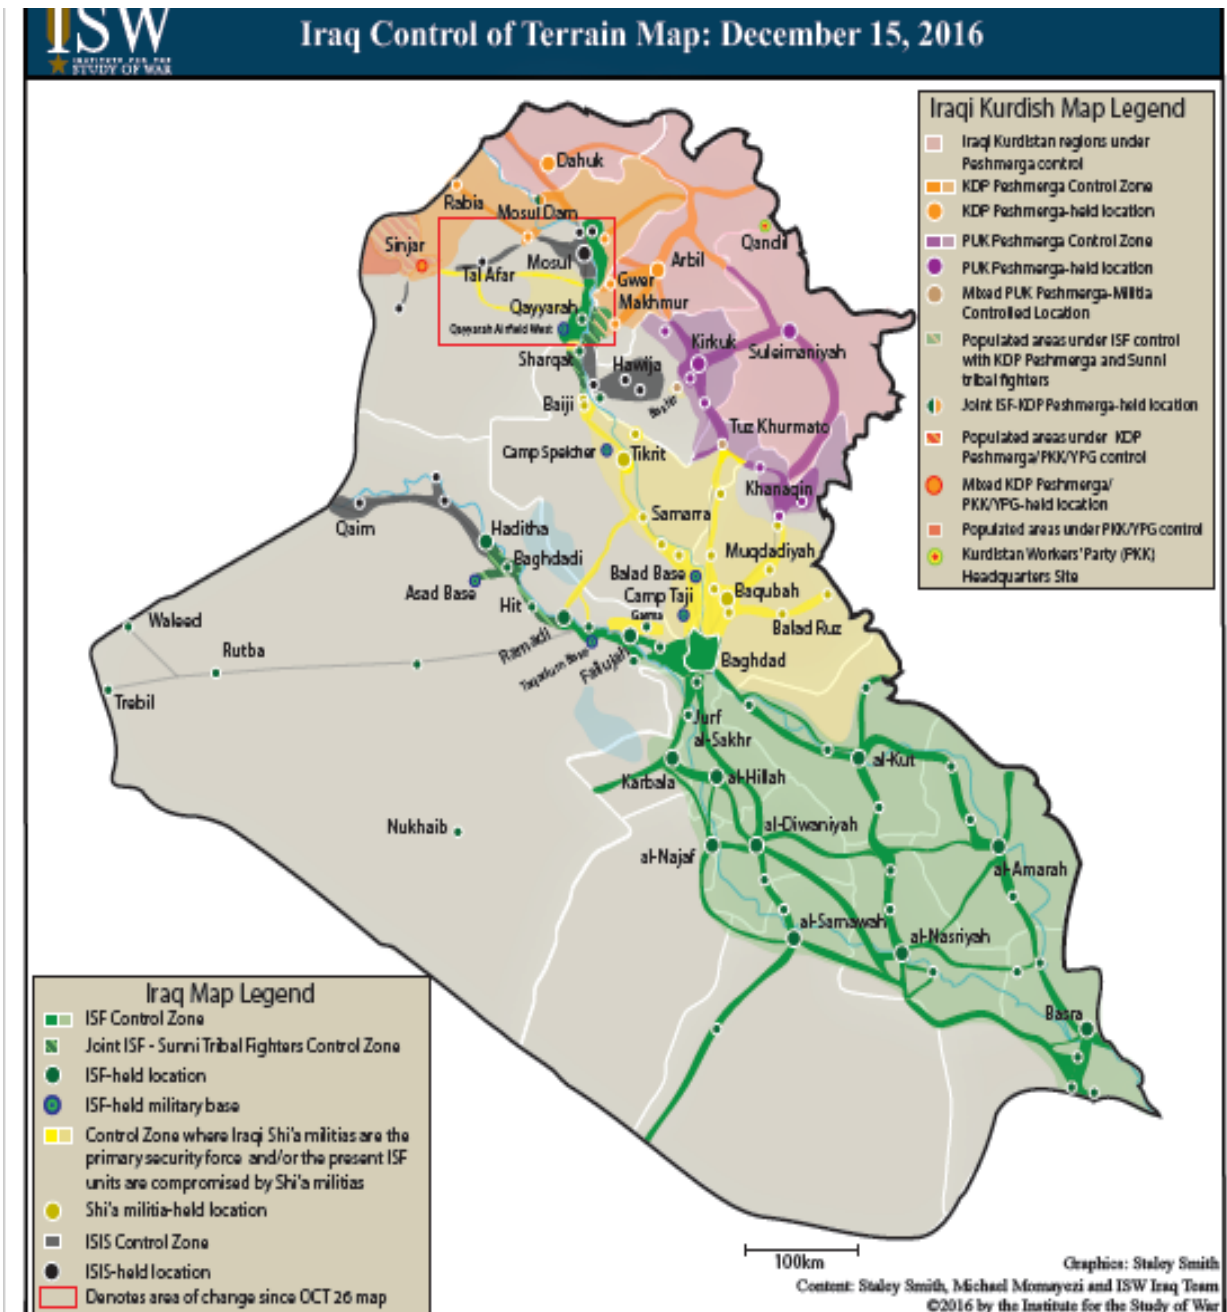 ISW
INSTITUTE FOR THE
STUDY OF WAR
Iraq Control of Terrain Map: December 15, 2016
Iraqi Kurdish Map Legend
Iraqi Kurdistan regions under
Peshmerga control
KDP Peshmerga Control Zone
KDP Peshmerga-held location
PUK Peshmerga Control Zone
PUK Peshmerga-held location
Mixed PUK Peshmerga-Militia
Controlled Location
Populated areas under ISF control
with KDP Peshmerga and Sunni
tribal fighters
Joint ISF-KDP Peshmerga-held location
Populated areas under KDP
Peshmerga/PKK/YPG control
Mixed KDP Peshmerga/
PKK/YPG-held location
Populated areas under PKK/YPG control
Kurdistan Workers' Party (PKK)
Headquarters Site
Dahuk
Rabia
Mosul Dam
Sinjar
Qandil
Mosul
Arbil
Tal Afar
Gwer
Makhmur
Qayyarah
Qayyarah Airfield West
Kirkuk
Suleimaniyah
Sharqat
Hawija
Bashir
Baiji
Tuz Khurmato
Camp Speicher
Tikrit
Khanaqin
Qaim
Samarra
Haditha
Baghdadi
Muqdadiyah
Balad Base
Asad Base
Camp Taji
Baqubah
Hit
Garma
Balad Ruz
Waleed
Ramadi
Taqaddum Base
Fallujah
Rutba
Baghdad
Trebil
Jurf
al-Sakhr
al-Kut
Karbala
al-Hillah
Nukhaib
al-Diwaniyah
al-Najaf
al-Amarah
al-Samawah
al-Nasriyah
Basra
Iraq Map Legend
ISF Control Zone
Joint ISF - Sunni Tribal Fighters Control Zone
ISF-held location
ISF-held military base
Control Zone where Iraqi Shi'a militias are the
primary security force and/or the present ISF
units are compromised by Shi'a militias
Shi'a militia-held location
ISIS Control Zone
ISIS-held location
Denotes area of change since OCT 26 map
100km
Graphics: Staley Smith
Content: Staley Smith, Michael Momayezi and ISW Iraq Team
©2016 by the Institute for the Study of War